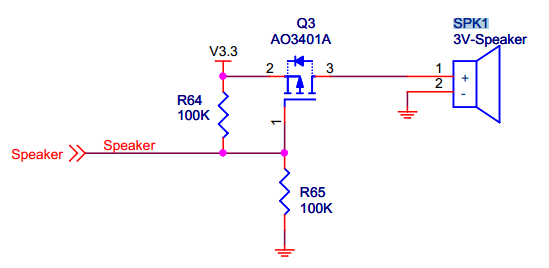 Q3
AO3401A
SPK1
3V-Speaker
V3.3
2
3
1
2
+
-
R64
100K
1
Speaker
Speaker
R65
100K